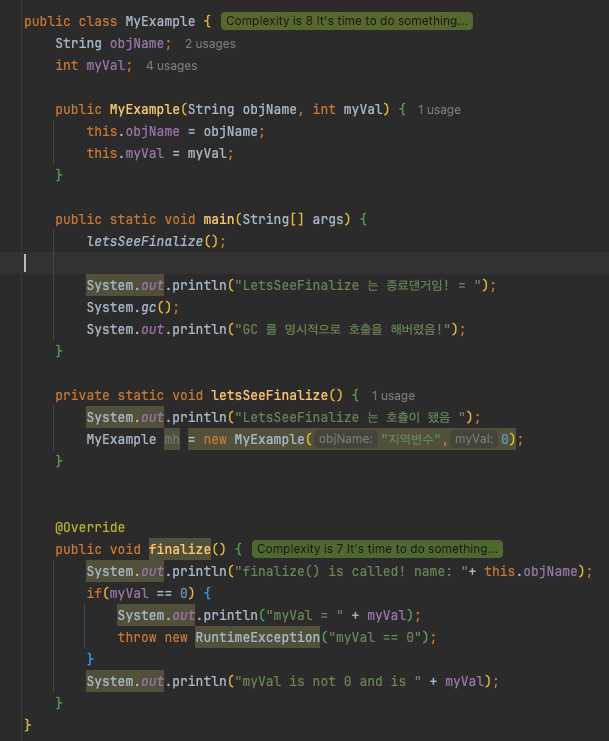 public class MyExample { Complexity is 8 It's time to do something...
String objName; 2 usages
int myVal; 4 usages
public MyExample(String objName, int myVal) { 1 usage
this.objName = objName;
this.myVal = myVal;
}
public static void main(String[] args) {
letsSeeFinalize();
System.out.println("LetsSeeFinalize 는 종료댄거임! = ");
System.gc();
System.out.println("GC 를 명시적으로 호출을 해버렸음!");
}
private static void letsSeeFinalize() { 1 usage
System.out.println("LetsSeeFinalize 는 호츌이 됐음 ");
MyExample mh = new MyExample( objName: "지역변수", myVal: 0);
}
@Override
public void finalize() { Complexity is 7 It's time to do something...
System.out.println("finalize() is called! name: "+ this.objName);
if(myVal == 0) {
System.out.println("myVal = " + myVal);
throw new RuntimeException("myVal == 0");
}
System.out.println("myVal is not 0 and is " + myVal);
}
}